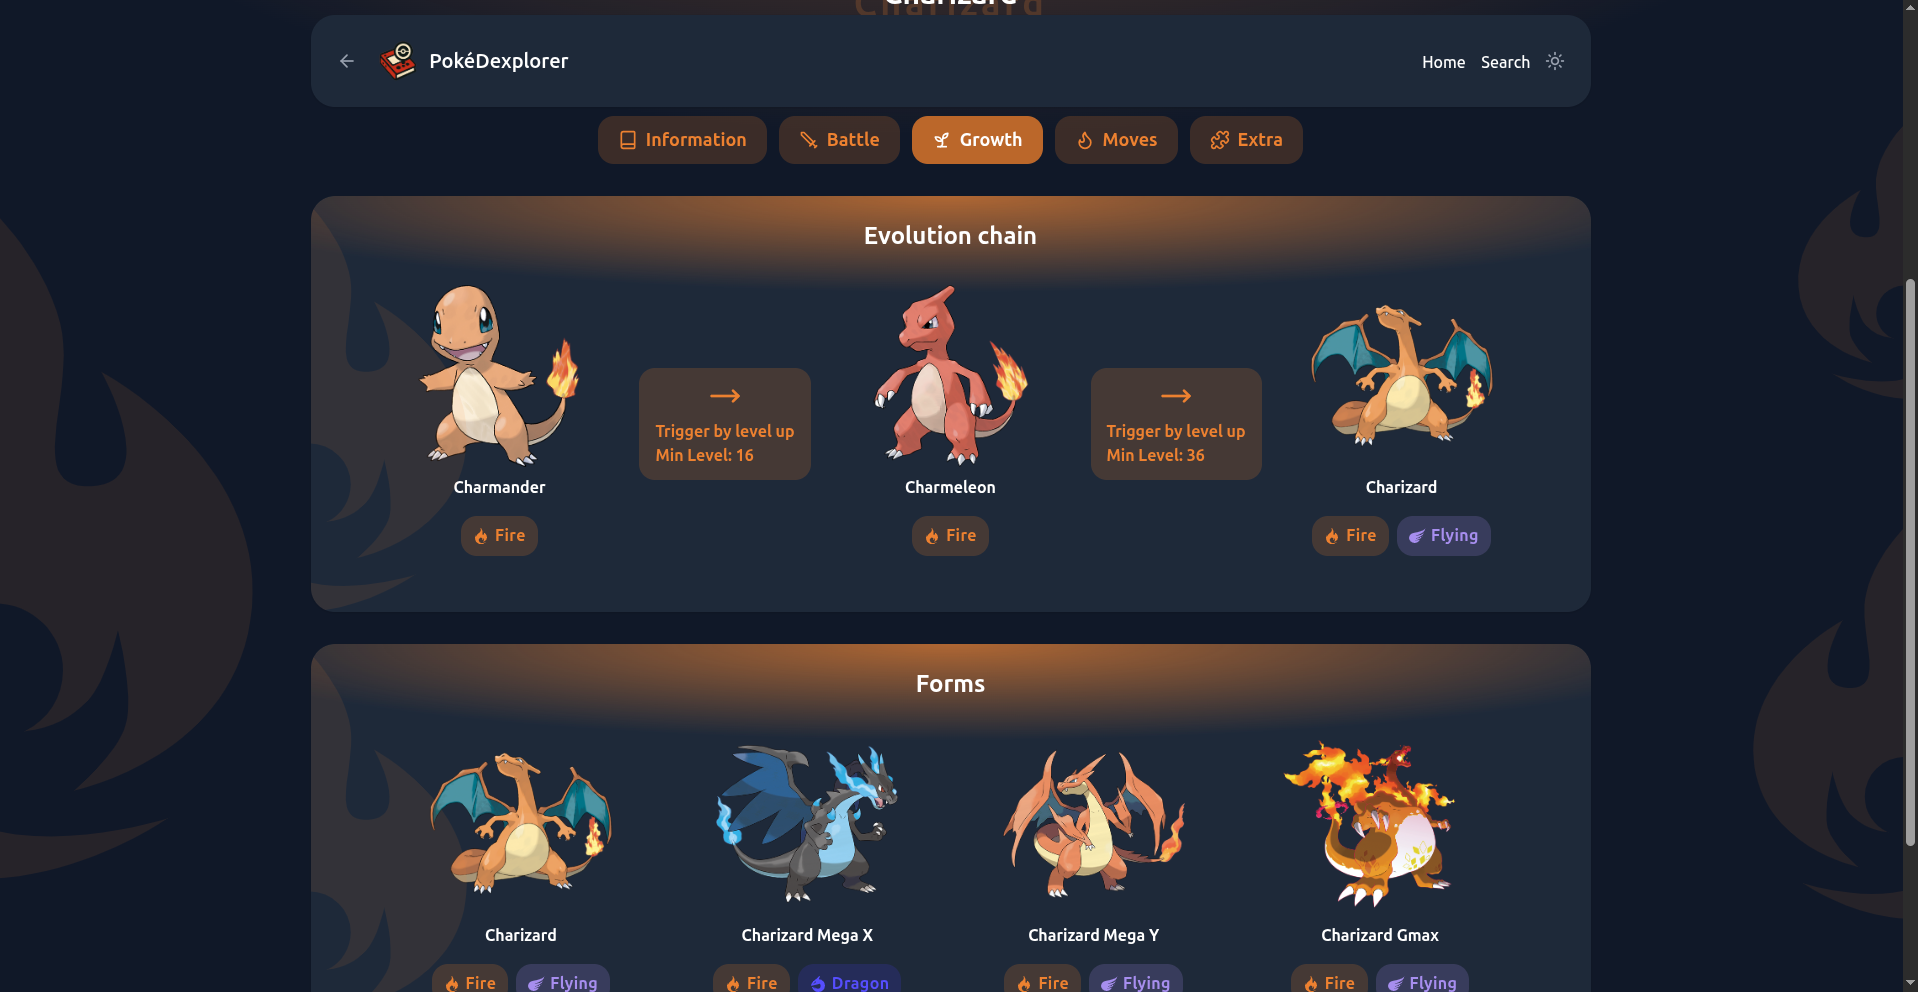 Charizard
PokéDexplorer
Home Search
Information Battle Growth Moves Extra
Evolution chain
Trigger by level up
Min Level: 16
Trigger by level up
Min Level: 36
Charmander
Charmeleon
Charizard
Fire
Fire
Fire Flying
Forms
Charizard
Charizard Mega X
Charizard Mega Y
Charizard Gmax
Fire Flying
Fire Dragon
Fire Flying
Fire Flying